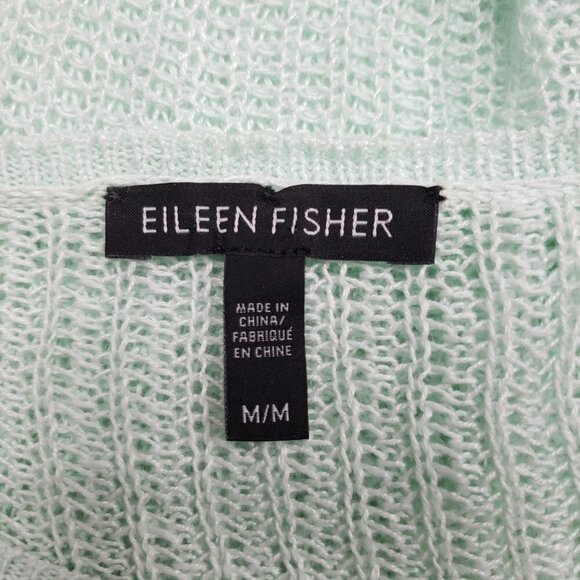 EILEEN FISHER
MADE IN
CHINA/
FABRIQUÉ
EN CHINE
M/M